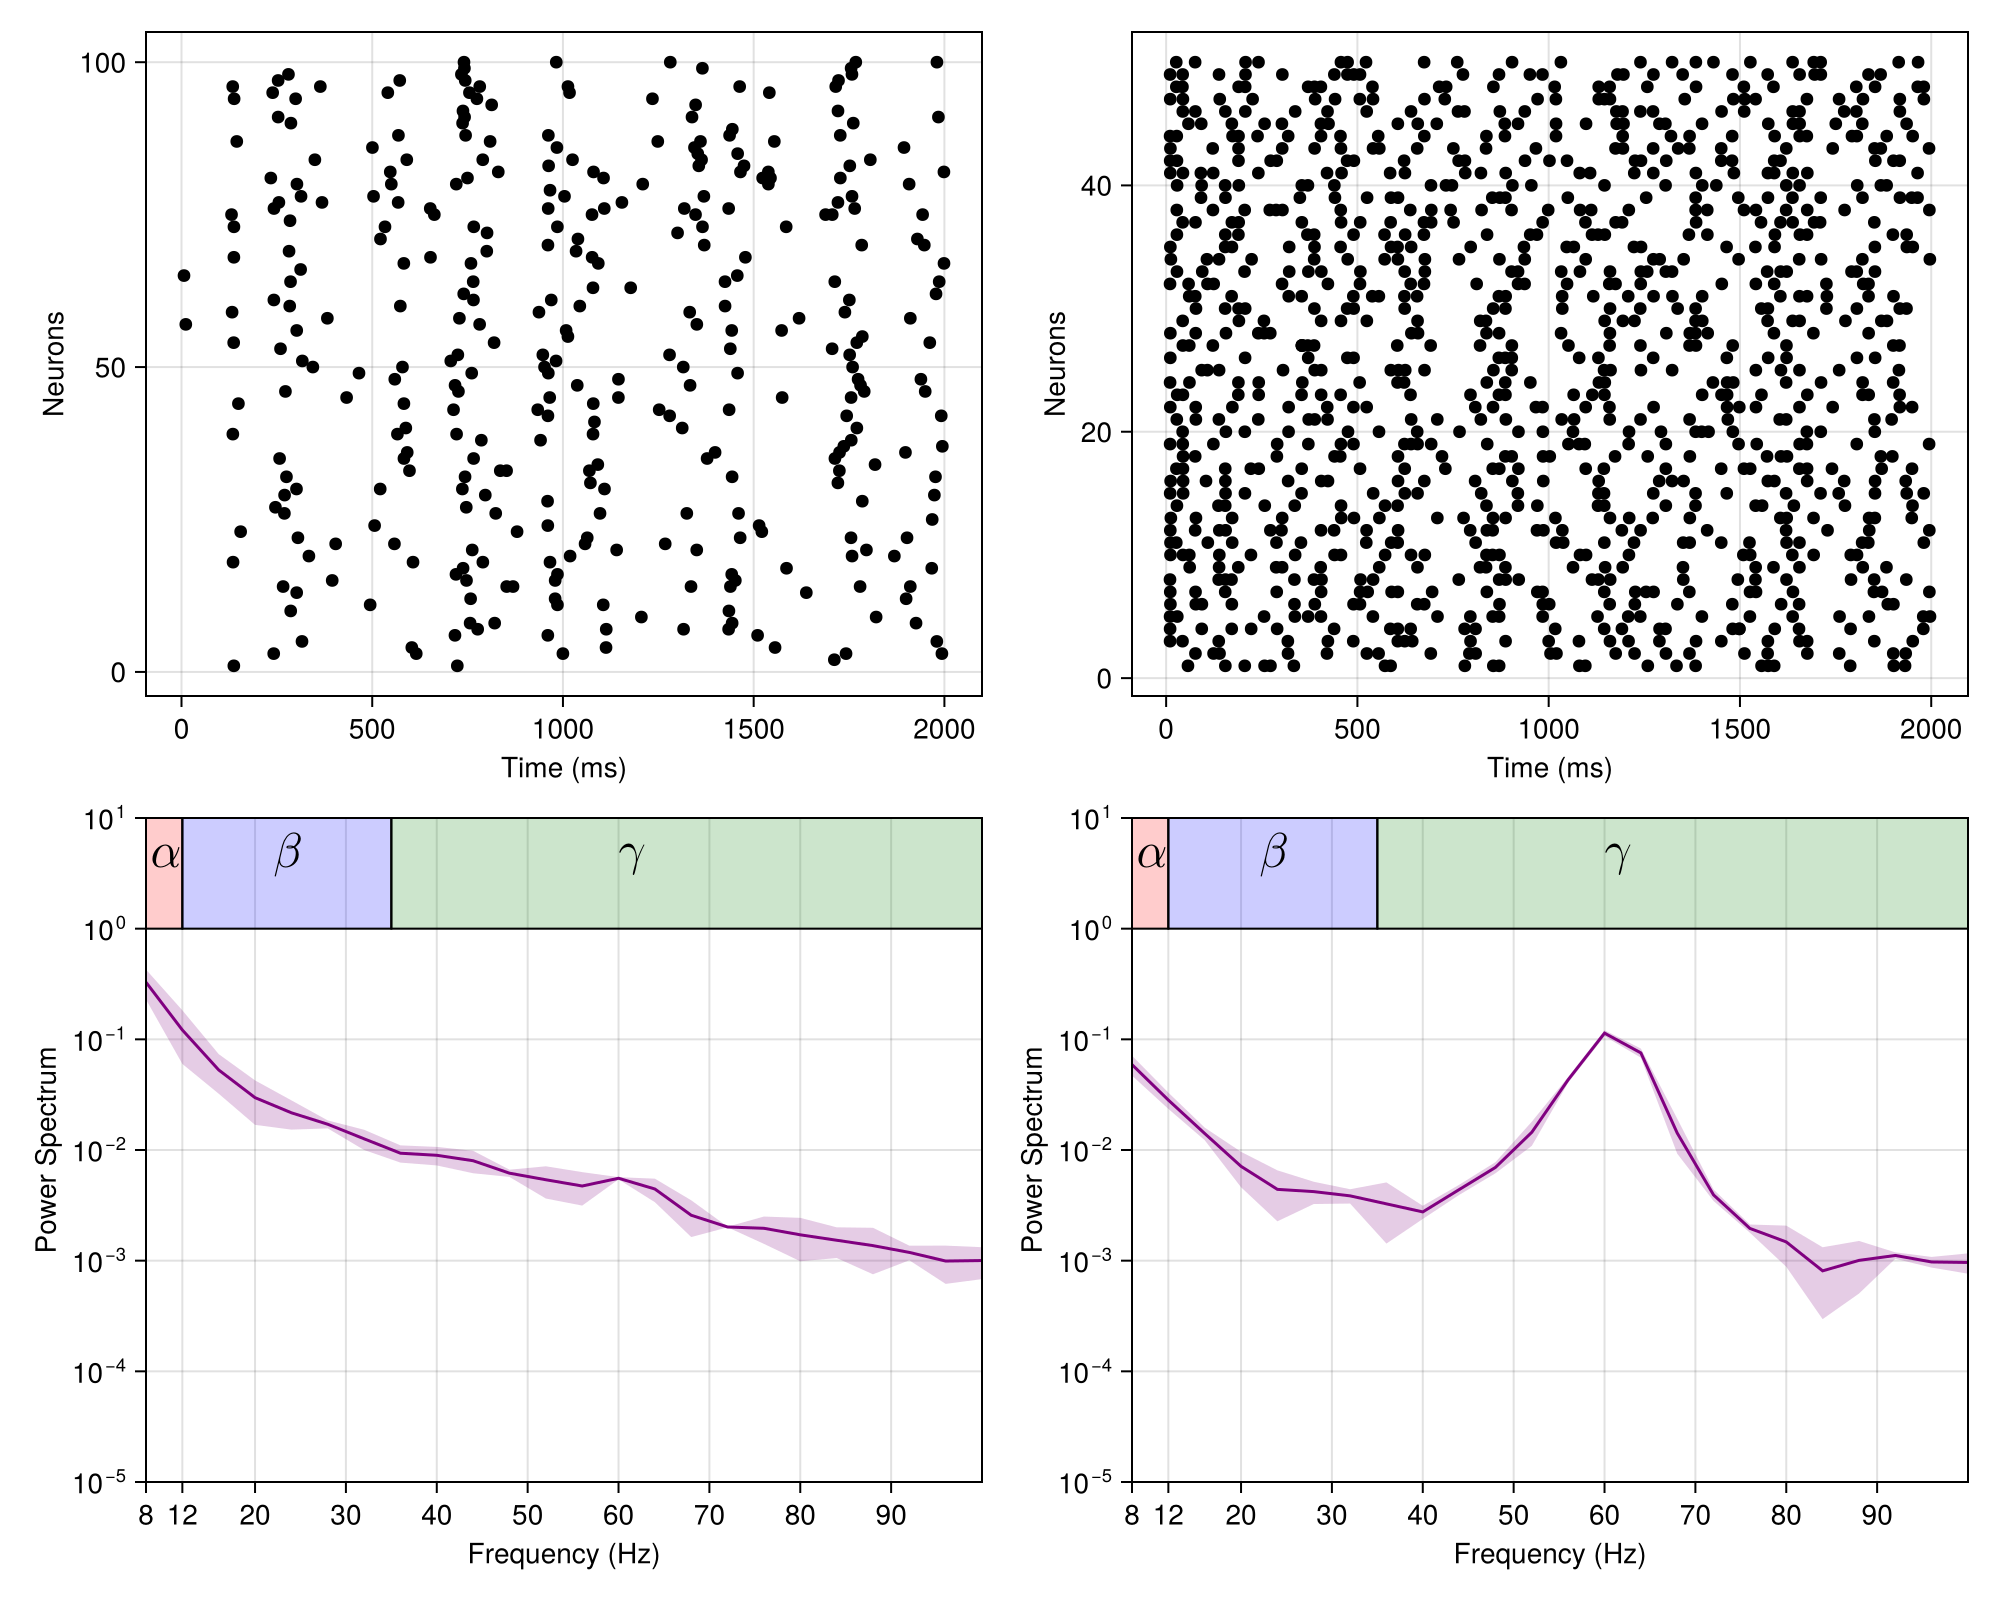 100
50
0
Neurons
0 500 1000 1500 2000
Time (ms)
40
20
0
Neurons
0 500 1000 1500 2000
Time (ms)
α β γ
10¹
10⁰
10⁻¹
10⁻²
10⁻³
10⁻⁴
10⁻⁵
Power Spectrum
8 12 20 30 40 50 60 70 80 90
Frequency (Hz)
α β γ
10¹
10⁰
10⁻¹
10⁻²
10⁻³
10⁻⁴
10⁻⁵
Power Spectrum
8 12 20 30 40 50 60 70 80 90
Frequency (Hz)